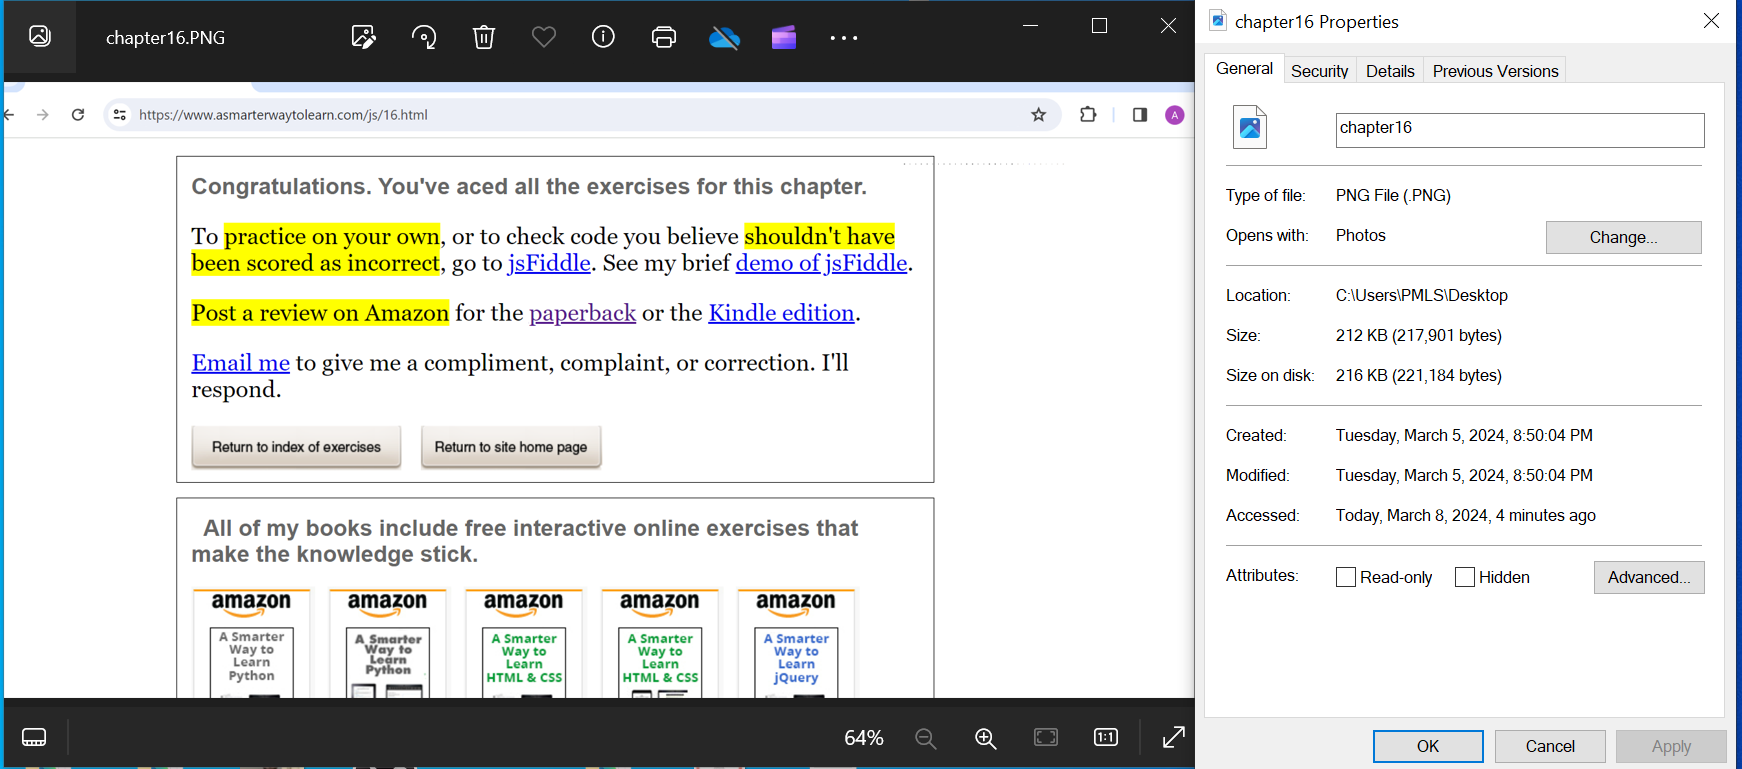 chapter16.PNG
https://www.asmarterwaytolearn.com/js/16.html
A
Congratulations. You've aced all the exercises for this chapter.
To practice on your own, or to check code you believe shouldn't have
been scored as incorrect, go to jsFiddle. See my brief demo of jsFiddle.
Post a review on Amazon for the paperback or the Kindle edition.
Email me to give me a compliment, complaint, or correction. I'll
respond.
Return to index of exercises Return to site home page
All of my books include free interactive online exercises that
make the knowledge stick.
amazon amazon amazon amazon amazon
A Smarter A Smarter A Smarter A Smarter A Smarter
Way to Way to Way to Way to Way to
Learn Learn Learn Learn Learn
Python Python HTML & CSS HTML & CSS jQuery
64% 1:1
chapter16 Properties
General Security Details Previous Versions
chapter16
Type of file: PNG File (.PNG)
Opens with: Photos Change...
Location: C:\Users\PMLS\Desktop
Size: 212 KB (217,901 bytes)
Size on disk: 216 KB (221,184 bytes)
Created: Tuesday, March 5, 2024, 8:50:04 PM
Modified: Tuesday, March 5, 2024, 8:50:04 PM
Accessed: Today, March 8, 2024, 4 minutes ago
Attributes: Read-only Hidden Advanced...
OK Cancel Apply